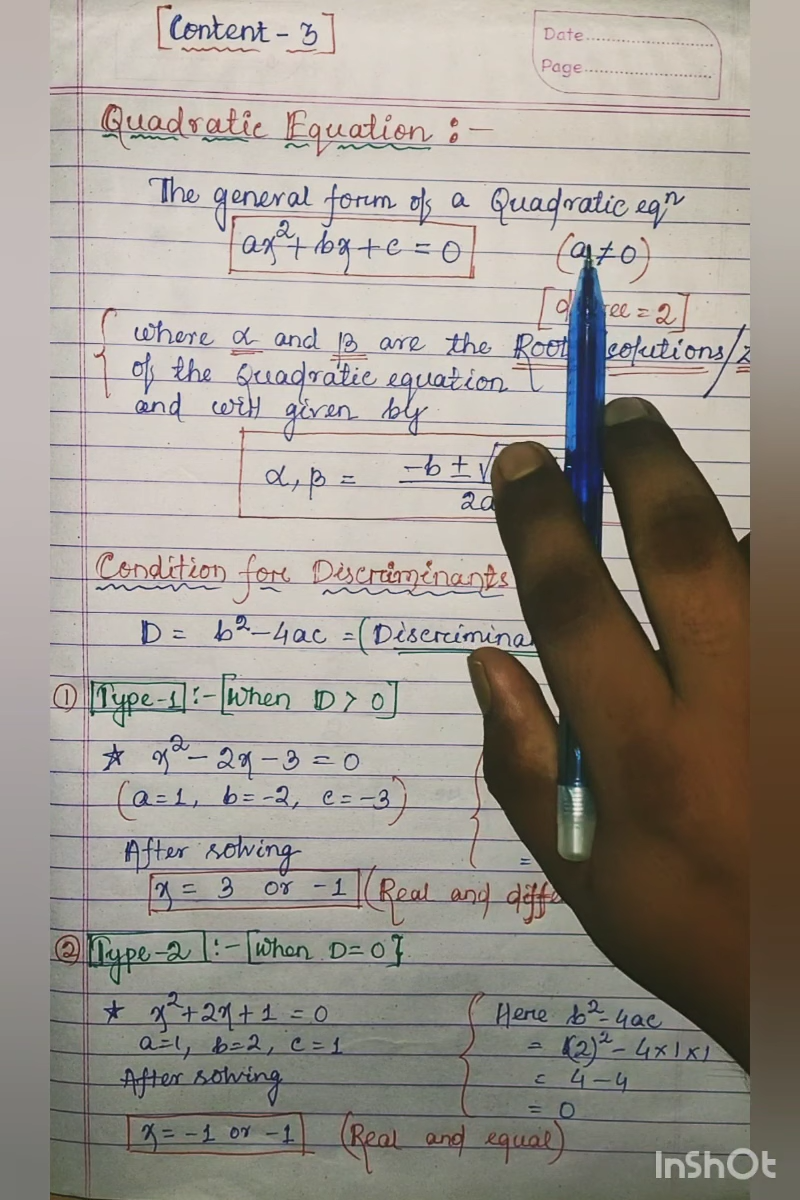 [Content - 3]
Date
Page
Quadratic Equation :-
The general form of a Quadratic eqⁿ
ax² + bx + c = 0 (a ≠ 0)
= 2]
where α and β are the solutions/
of the Quadratic equation
and will given by
α, β = -b ± √
2a
Condition for Discriminants
D = b² - 4ac = (
① Type-1 :- [When D > 0]
☆ x² - 2x - 3 = 0
(a = 1, b = -2, c = -3)
After solving
=
x = 3 or -1 (Real and
② Type-2 :- [When D = 0]
☆ x² + 2x + 1 = 0 Here b² - 4ac
a = 1, b = 2, c = 1 = (2)² - 4 × 1 × 1
After solving = 4 - 4
= 0
x = -1 or -1 (Real and equal)
InShOt